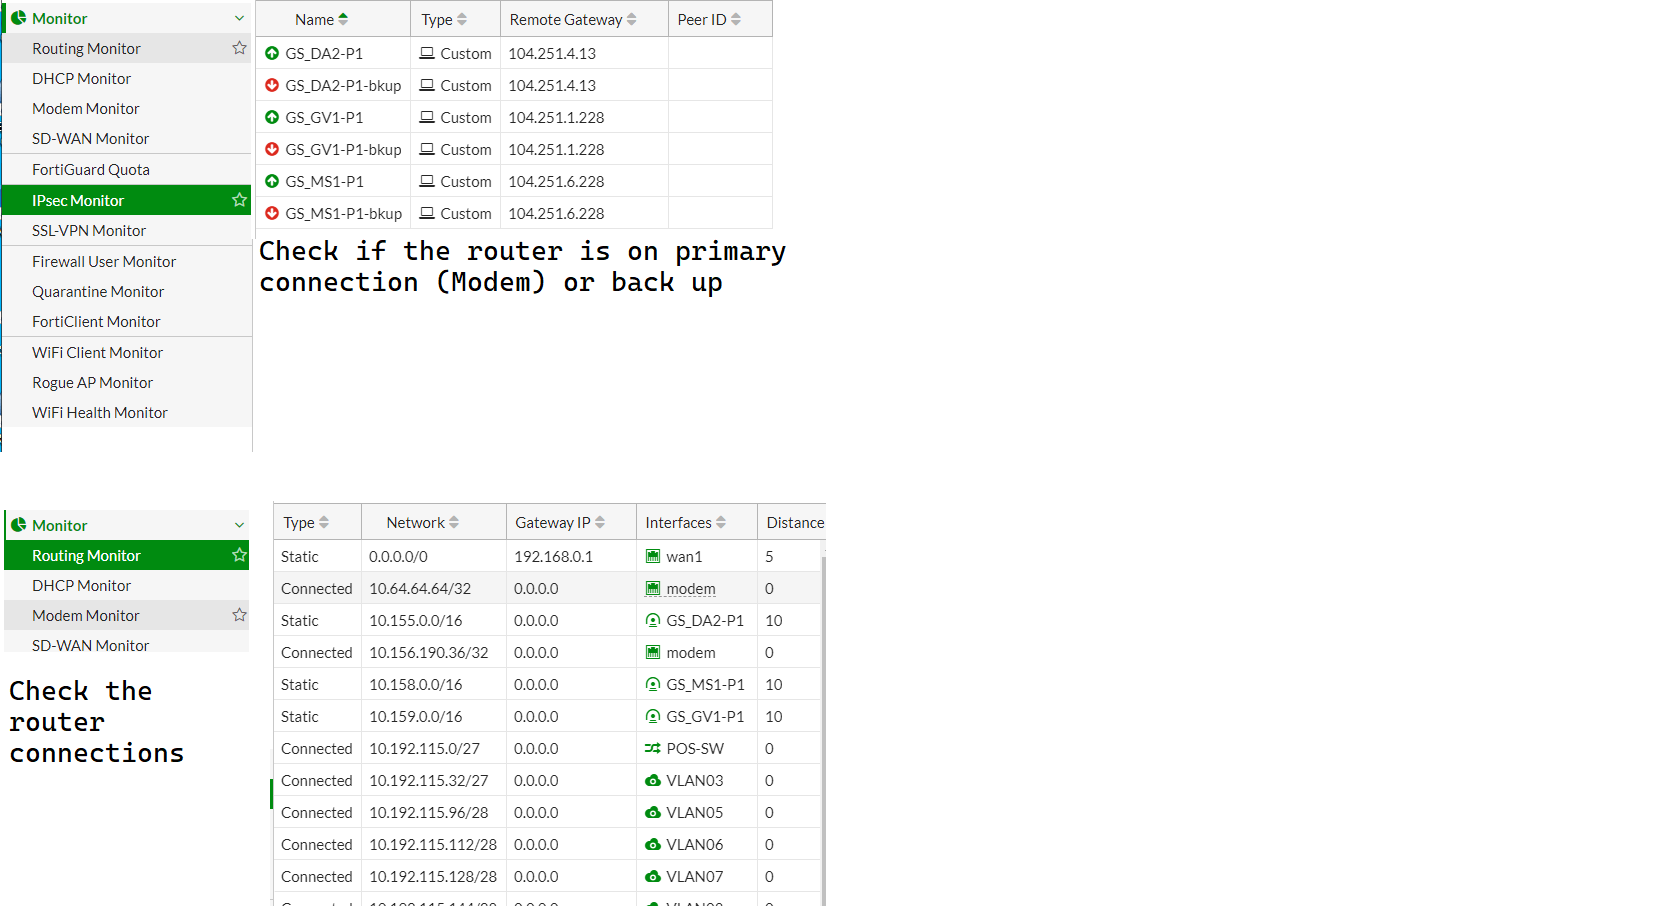 Monitor
Routing Monitor
DHCP Monitor
Modem Monitor
SD-WAN Monitor
FortiGuard Quota
IPsec Monitor
SSL-VPN Monitor
Firewall User Monitor
Quarantine Monitor
FortiClient Monitor
WiFi Client Monitor
Rogue AP Monitor
WiFi Health Monitor
Name Type Remote Gateway Peer ID
GS_DA2-P1 Custom 104.251.4.13
GS_DA2-P1-bkup Custom 104.251.4.13
GS_GV1-P1 Custom 104.251.1.228
GS_GV1-P1-bkup Custom 104.251.1.228
GS_MS1-P1 Custom 104.251.6.228
GS_MS1-P1-bkup Custom 104.251.6.228
Check if the router is on primary
connection (Modem) or back up
Monitor
Routing Monitor
DHCP Monitor
Modem Monitor
SD-WAN Monitor
Check the
router
connections
Type Network Gateway IP Interfaces Distance
Static 0.0.0.0/0 192.168.0.1 wan1 5
Connected 10.64.64.64/32 0.0.0.0 modem 0
Static 10.155.0.0/16 0.0.0.0 GS_DA2-P1 10
Connected 10.156.190.36/32 0.0.0.0 modem 0
Static 10.158.0.0/16 0.0.0.0 GS_MS1-P1 10
Static 10.159.0.0/16 0.0.0.0 GS_GV1-P1 10
Connected 10.192.115.0/27 0.0.0.0 POS-SW 0
Connected 10.192.115.32/27 0.0.0.0 VLAN03 0
Connected 10.192.115.96/28 0.0.0.0 VLAN05 0
Connected 10.192.115.112/28 0.0.0.0 VLAN06 0
Connected 10.192.115.128/28 0.0.0.0 VLAN07 0